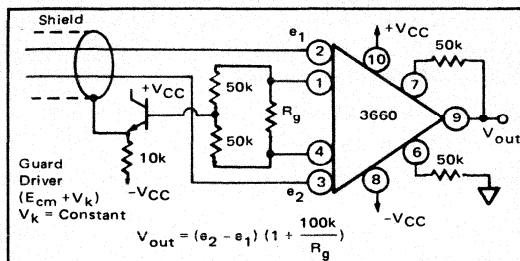 Shield
e1
+VCC
2
10
50k
+VCC
50k
1
7
Rg
3660
9
50k
Vout
10k
4
6
50k
Guard
Driver
(Ecm + Vk)
Vk = Constant
-VCC
3
e2
8
-VCC
Vout = (e2 - e1) (1 + 100k/Rg)